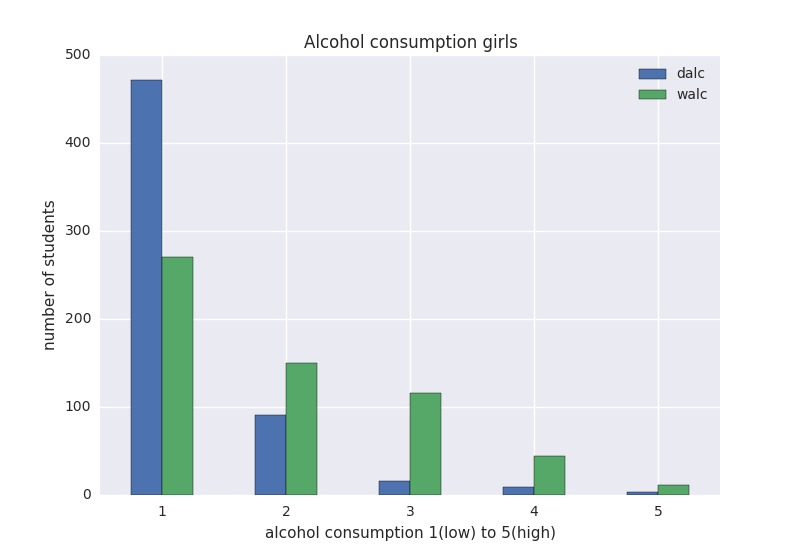 Alcohol consumption girls
500
400
300
200
100
0
number of students
dalc
walc
1 2 3 4 5
alcohol consumption 1(low) to 5(high)